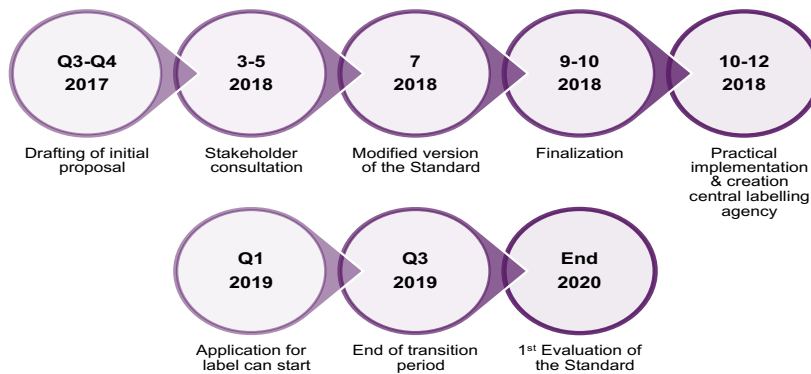 Q3-Q4
2017
3-5
2018
7
2018
9-10
2018
10-12
2018
Drafting of initial
proposal
Stakeholder
consultation
Modified version
of the Standard
Finalization
Practical
implementation
& creation
central labelling
agency
Q1
2019
Q3
2019
End
2020
Application for
label can start
End of transition
period
1st Evaluation of
the Standard